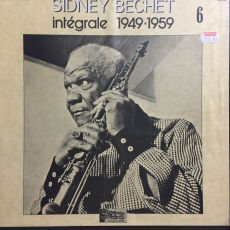 SIDNEY BECHET
intégrale 1949·1959
6